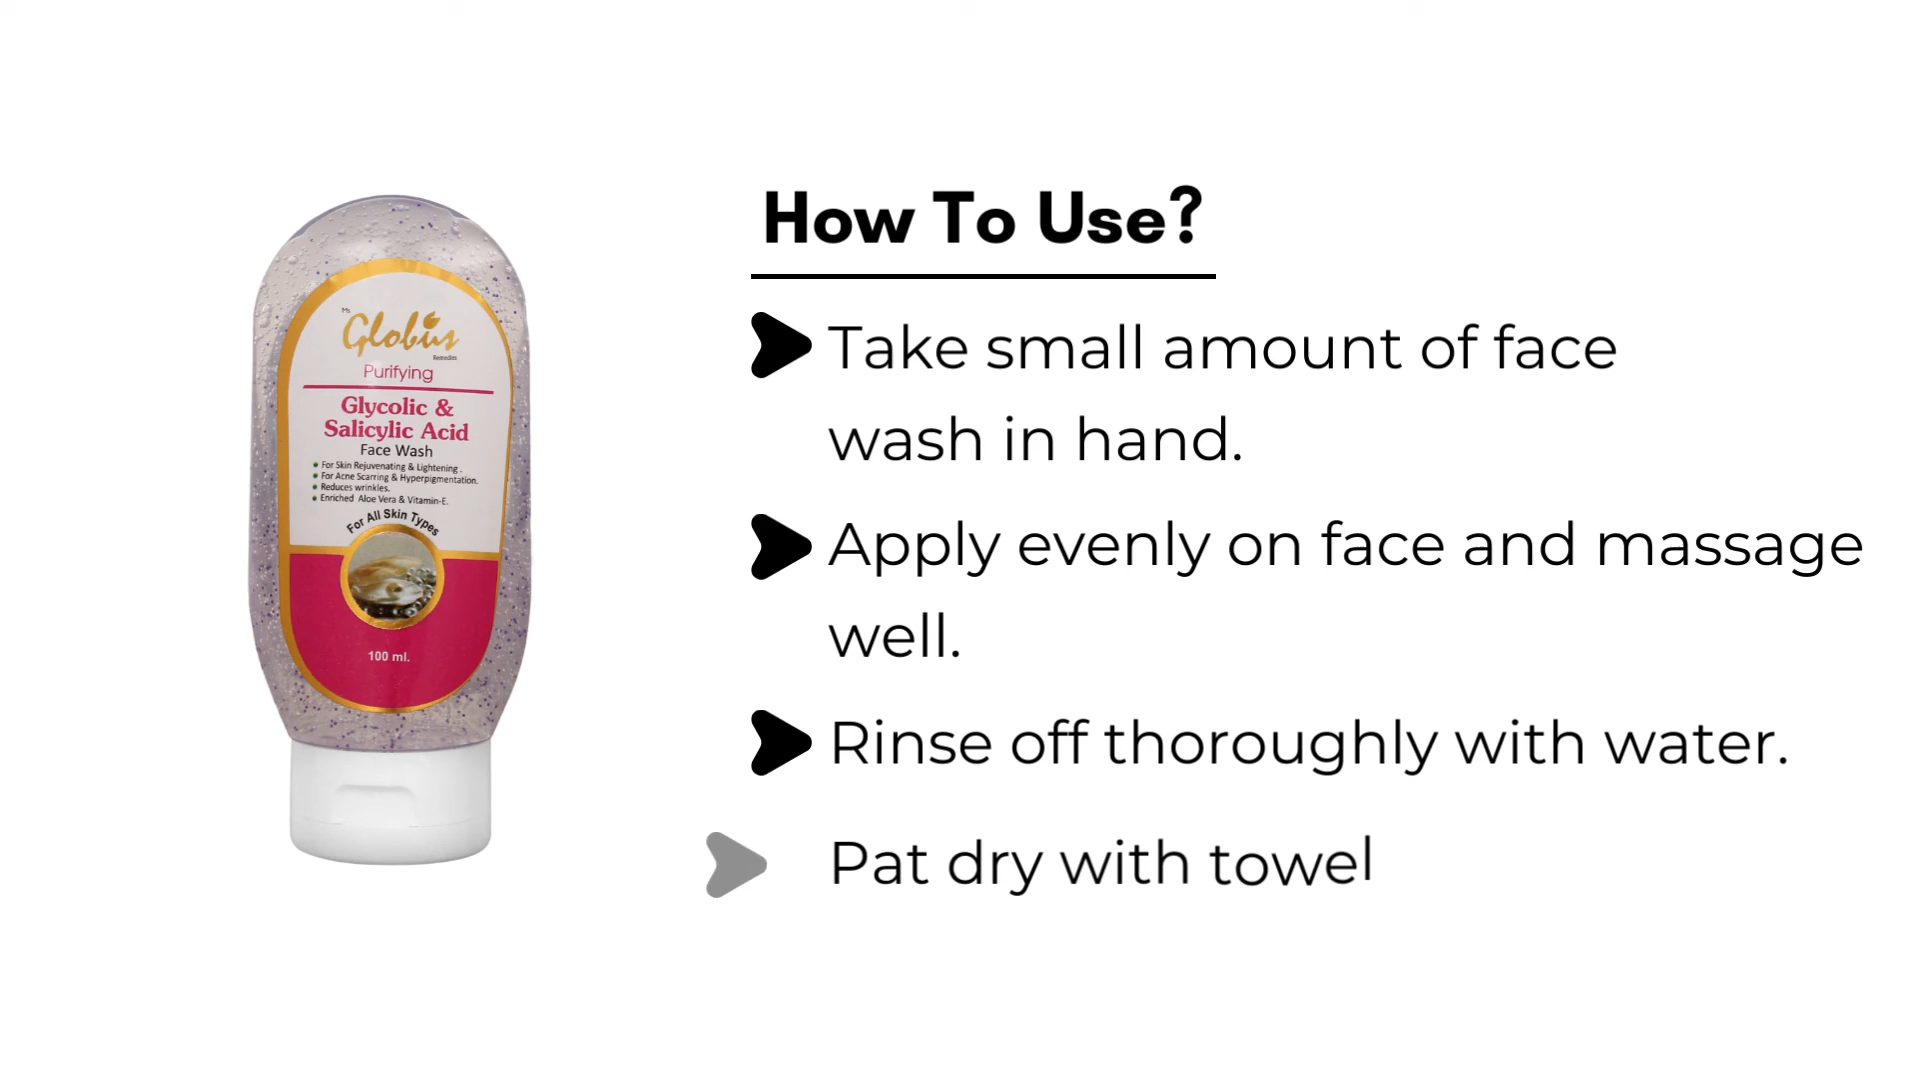 Ms
Globus
Remedies
Purifying
Glycolic &
Salicylic Acid
Face Wash
For Skin Rejuvenating & Lightening .
For Acne Scarring & Hyperpigmentation.
Reduces wrinkles.
Enriched Aloe Vera & Vitamin-E.
For All Skin Types
100 ml.
How To Use?
Take small amount of face
wash in hand.
Apply evenly on face and massage
well.
Rinse off thoroughly with water.
Pat dry with towel